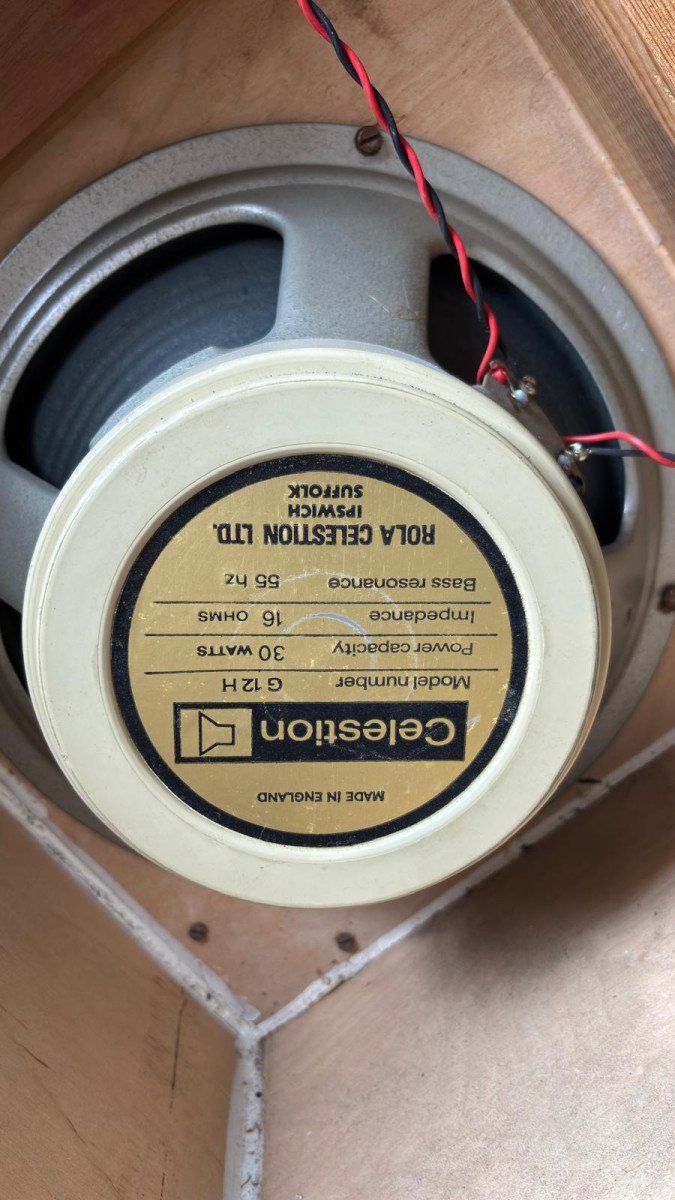 MADE IN ENGLAND
Celestion
Model number G 12 H
Power capacity 30 WATTS
Impedance 16 OHMS
Bass resonance 55 hz
ROLA CELESTION LTD.
IPSWICH
SUFFOLK